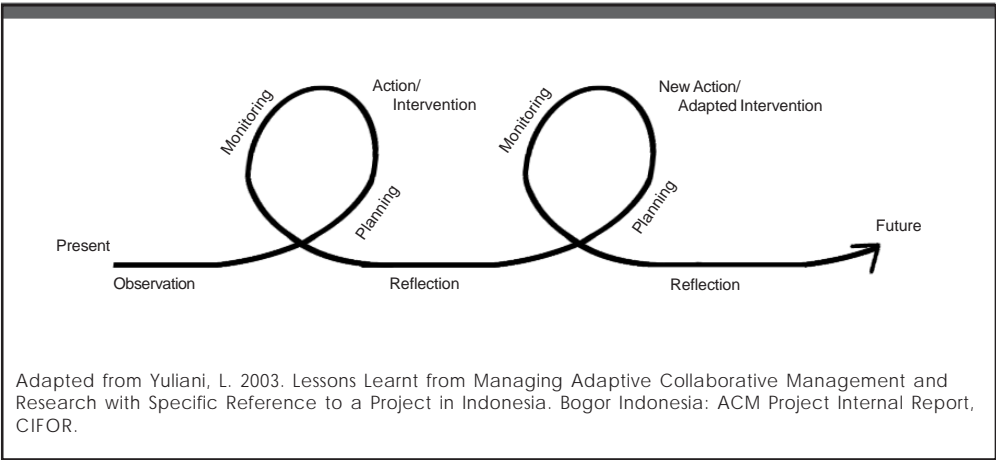 Present
Observation
Planning
Action/
Intervention
Monitoring
Reflection
Planning
New Action/
Adapted Intervention
Monitoring
Reflection
Future
Adapted from Yuliani, L. 2003. Lessons Learnt from Managing Adaptive Collaborative Management and
Research with Specific Reference to a Project in Indonesia. Bogor Indonesia: ACM Project Internal Report,
CIFOR.